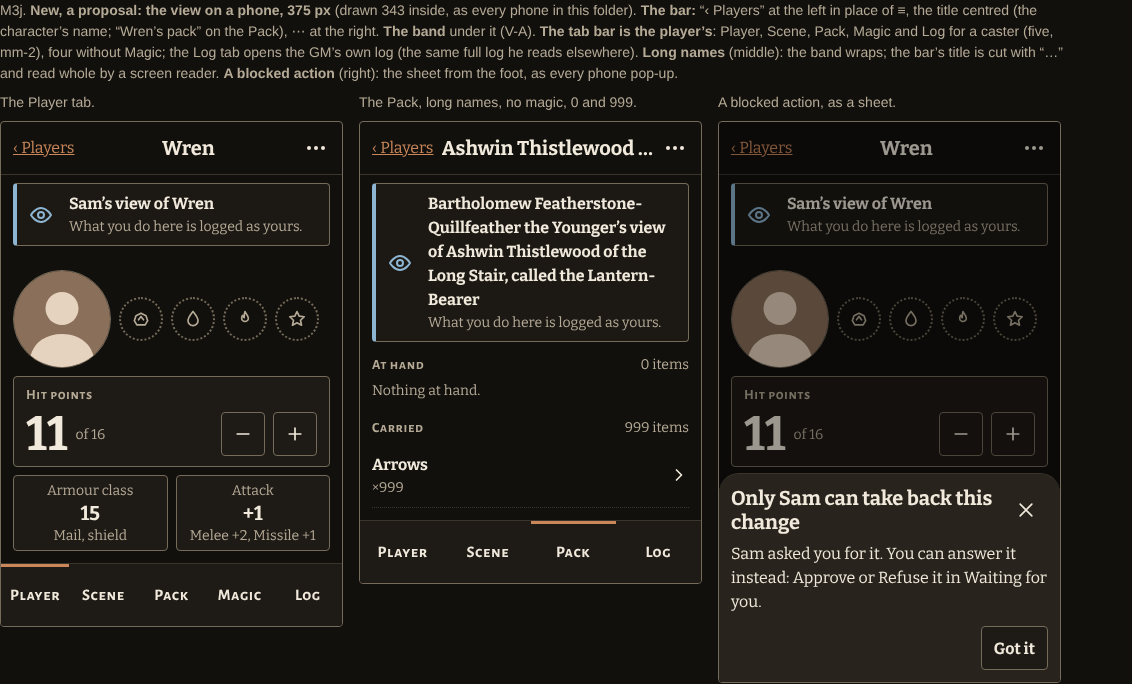 M3j. New, a proposal: the view on a phone, 375 px (drawn 343 inside, as every phone in this folder). The bar: “‹ Players” at the left in place of ≡, the title centred (the
character’s name; “Wren’s pack” on the Pack), ⋯ at the right. The band under it (V-A). The tab bar is the player’s: Player, Scene, Pack, Magic and Log for a caster (five,
mm-2), four without Magic; the Log tab opens the GM’s own log (the same full log he reads elsewhere). Long names (middle): the band wraps; the bar’s title is cut with “…”
and read whole by a screen reader. A blocked action (right): the sheet from the foot, as every phone pop-up.
The Player tab.
‹ Players
Wren
Sam’s view of Wren
What you do here is logged as yours.
Hit points
11 of 16
− +
Armour class
15
Mail, shield
Attack
+1
Melee +2, Missile +1
Player Scene Pack Magic Log
The Pack, long names, no magic, 0 and 999.
‹ Players
Ashwin Thistlewood …
Bartholomew Featherstone-
Quillfeather the Younger’s view
of Ashwin Thistlewood of the
Long Stair, called the Lantern-
Bearer
What you do here is logged as yours.
At hand 0 items
Nothing at hand.
Carried 999 items
Arrows
×999
Player Scene Pack Log
A blocked action, as a sheet.
‹ Players
Wren
Sam’s view of Wren
What you do here is logged as yours.
Hit points
11 of 16
− +
Only Sam can take back this
change
Sam asked you for it. You can answer it
instead: Approve or Refuse it in Waiting for
you.
Got it